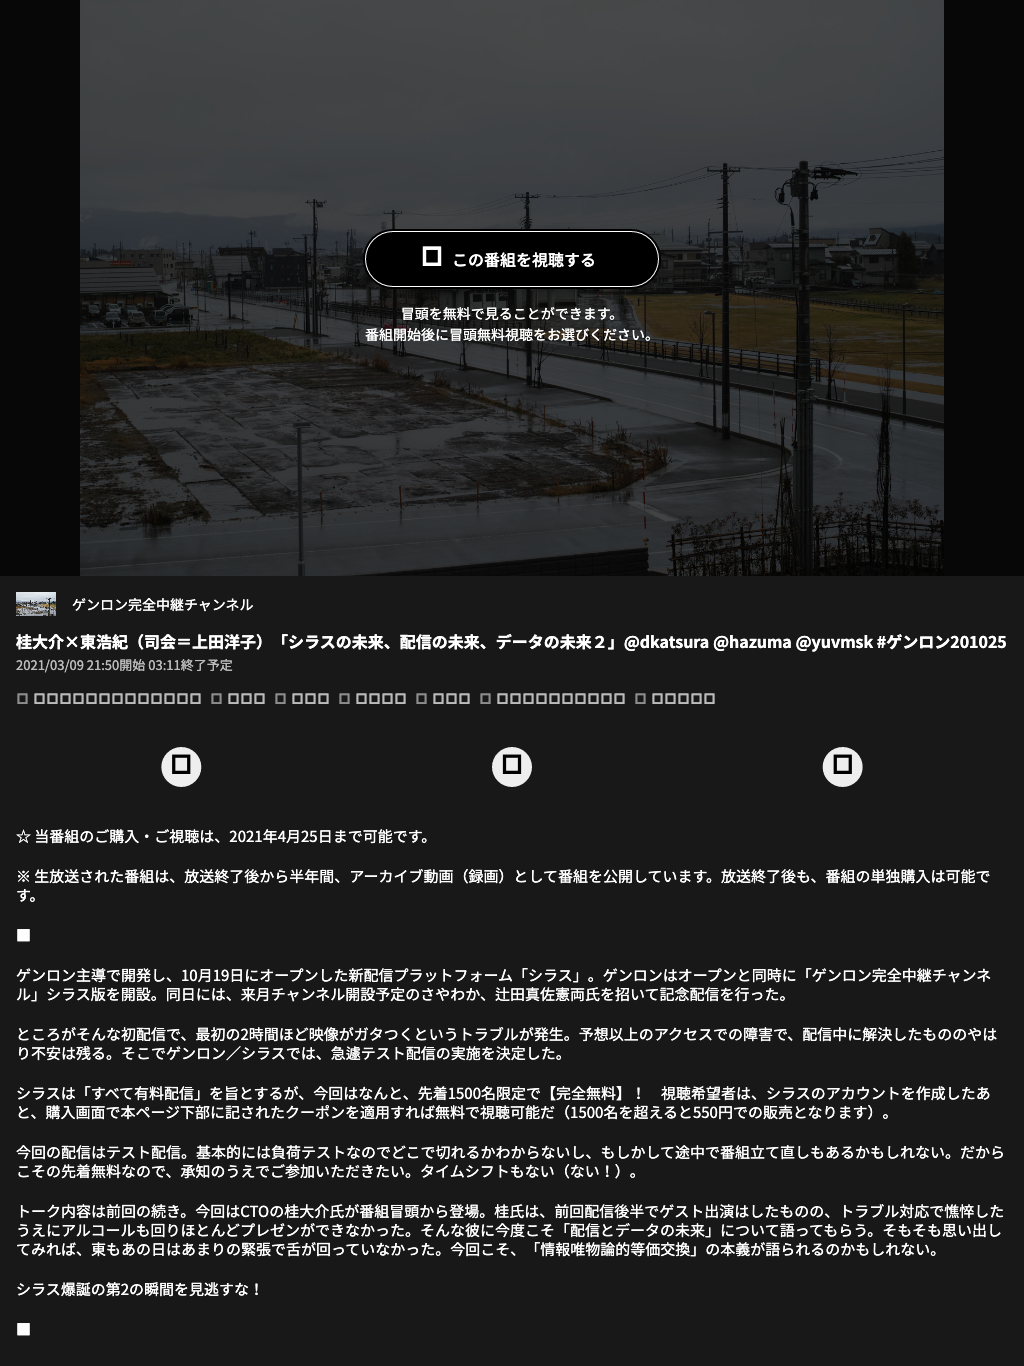 この番組を視聴する
冒頭を無料で見ることができます。
番組開始後に冒頭無料視聴をお選びください。
ゲンロン完全中継チャンネル
桂大介×東浩紀（司会＝上田洋子）「シラスの未来、配信の未来、データの未来２」@dkatsura @hazuma @yuvmsk #ゲンロン201025
2021/03/09 21:50開始 03:11終了予定
☆ 当番組のご購入・ご視聴は、2021年4月25日まで可能です。
※ 生放送された番組は、放送終了後から半年間、アーカイブ動画（録画）として番組を公開しています。放送終了後も、番組の単独購入は可能で
す。
■
ゲンロン主導で開発し、10月19日にオープンした新配信プラットフォーム「シラス」。ゲンロンはオープンと同時に「ゲンロン完全中継チャンネ
ル」シラス版を開設。同日には、来月チャンネル開設予定のさやわか、辻田真佐憲両氏を招いて記念配信を行った。
ところがそんな初配信で、最初の2時間ほど映像がガタつくというトラブルが発生。予想以上のアクセスでの障害で、配信中に解決したもののやは
り不安は残る。そこでゲンロン／シラスでは、急遽テスト配信の実施を決定した。
シラスは「すべて有料配信」を旨とするが、今回はなんと、先着1500名限定で【完全無料】！　視聴希望者は、シラスのアカウントを作成したあ
と、購入画面で本ページ下部に記されたクーポンを適用すれば無料で視聴可能だ（1500名を超えると550円での販売となります）。
今回の配信はテスト配信。基本的には負荷テストなのでどこで切れるかわからないし、もしかして途中で番組立て直しもあるかもしれない。だから
こその先着無料なので、承知のうえでご参加いただきたい。タイムシフトもない（ない！）。
トーク内容は前回の続き。今回はCTOの桂大介氏が番組冒頭から登場。桂氏は、前回配信後半でゲスト出演はしたものの、トラブル対応で憔悴した
うえにアルコールも回りほとんどプレゼンができなかった。そんな彼に今度こそ「配信とデータの未来」について語ってもらう。そもそも思い出し
てみれば、東もあの日はあまりの緊張で舌が回っていなかった。今回こそ、「情報唯物論的等価交換」の本義が語られるのかもしれない。
シラス爆誕の第2の瞬間を見逃すな！
■